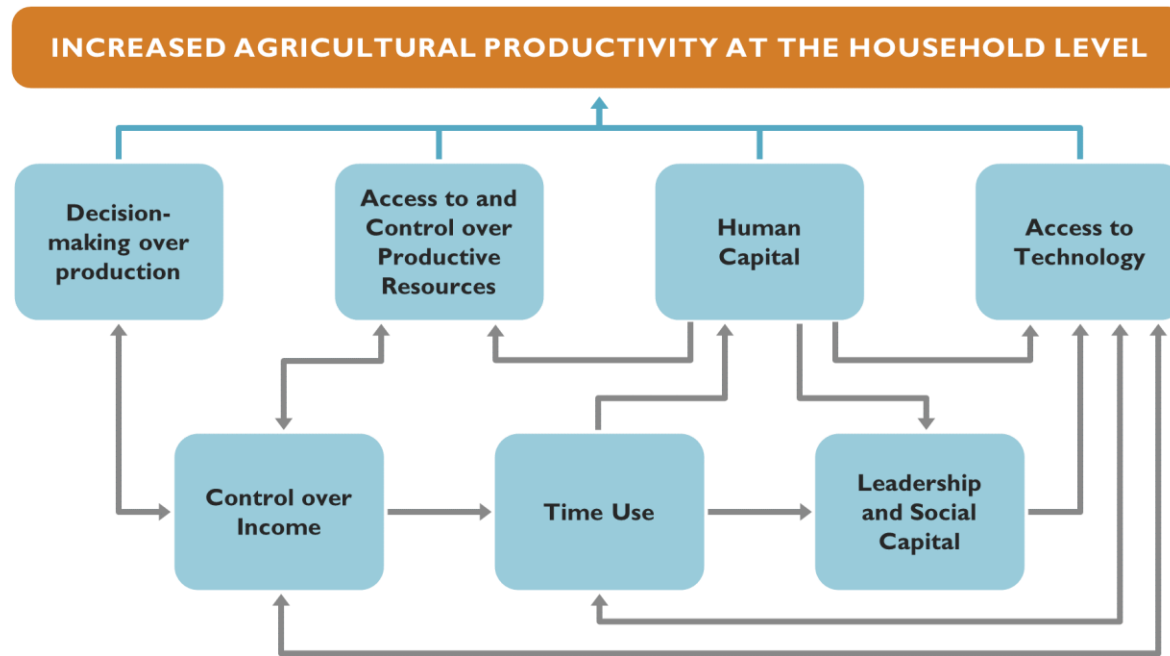 INCREASED AGRICULTURAL PRODUCTIVITY AT THE HOUSEHOLD LEVEL
Decision-
making over
production
Access to and
Control over
Productive
Resources
Human
Capital
Access to
Technology
Control over
Income
Time Use
Leadership
and Social
Capital